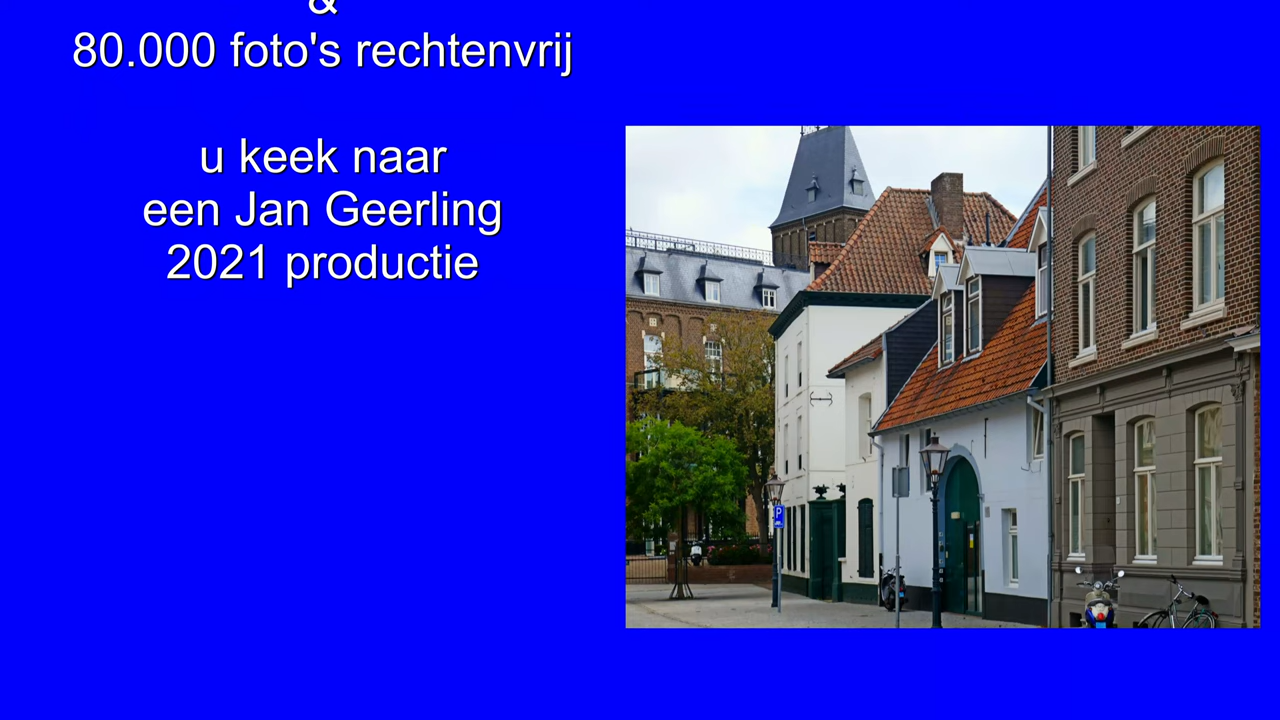 &
80.000 foto's rechtenvrij
u keek naar
een Jan Geerling
2021 productie
P